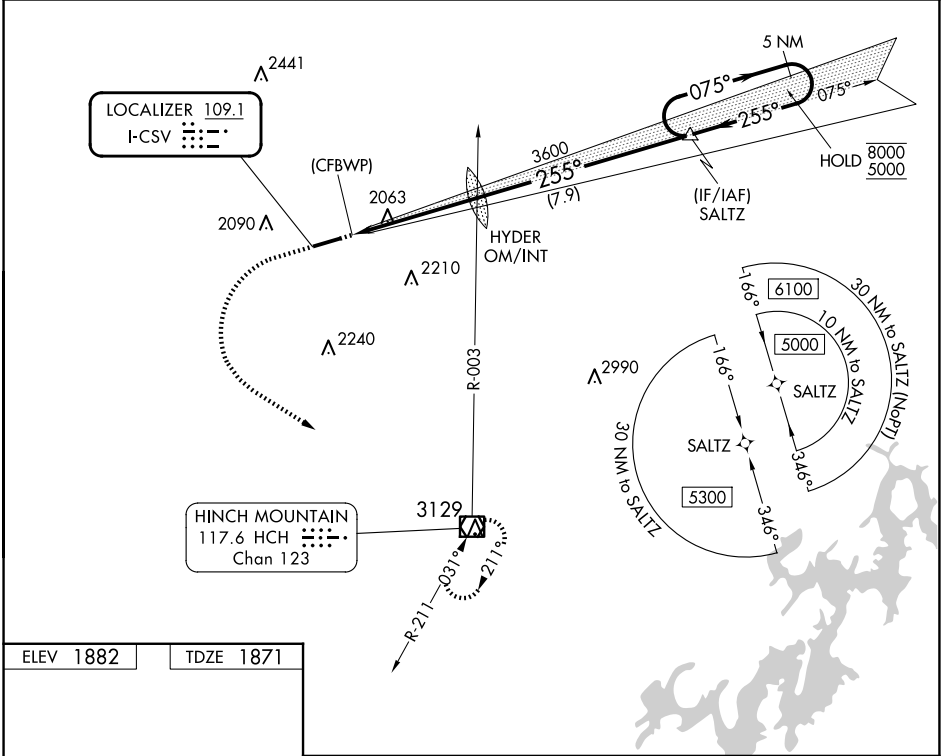 2441
5 NM
LOCALIZER 109.1
I-CSV
075°
075°
255°
HOLD 8000
5000
(CFBWP)
3600
255°
(7.9)
(IF/IAF)
SALTZ
2063
2090
HYDER
OM/INT
2210
2240
R-003
2990
166°
6100
30 NM to SALTZ (NoPT)
10 NM to SALTZ
5000
SALTZ
346°
166°
30 NM to SALTZ
SALTZ
5300
346°
HINCH MOUNTAIN
117.6 HCH
Chan 123
3129
031°
211°
R-211
ELEV 1882
TDZE 1871